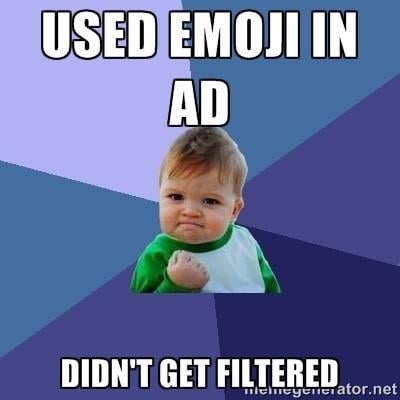 USED EMOJI IN
AD
DIDN'T GET FILTERED
memegenerator.net